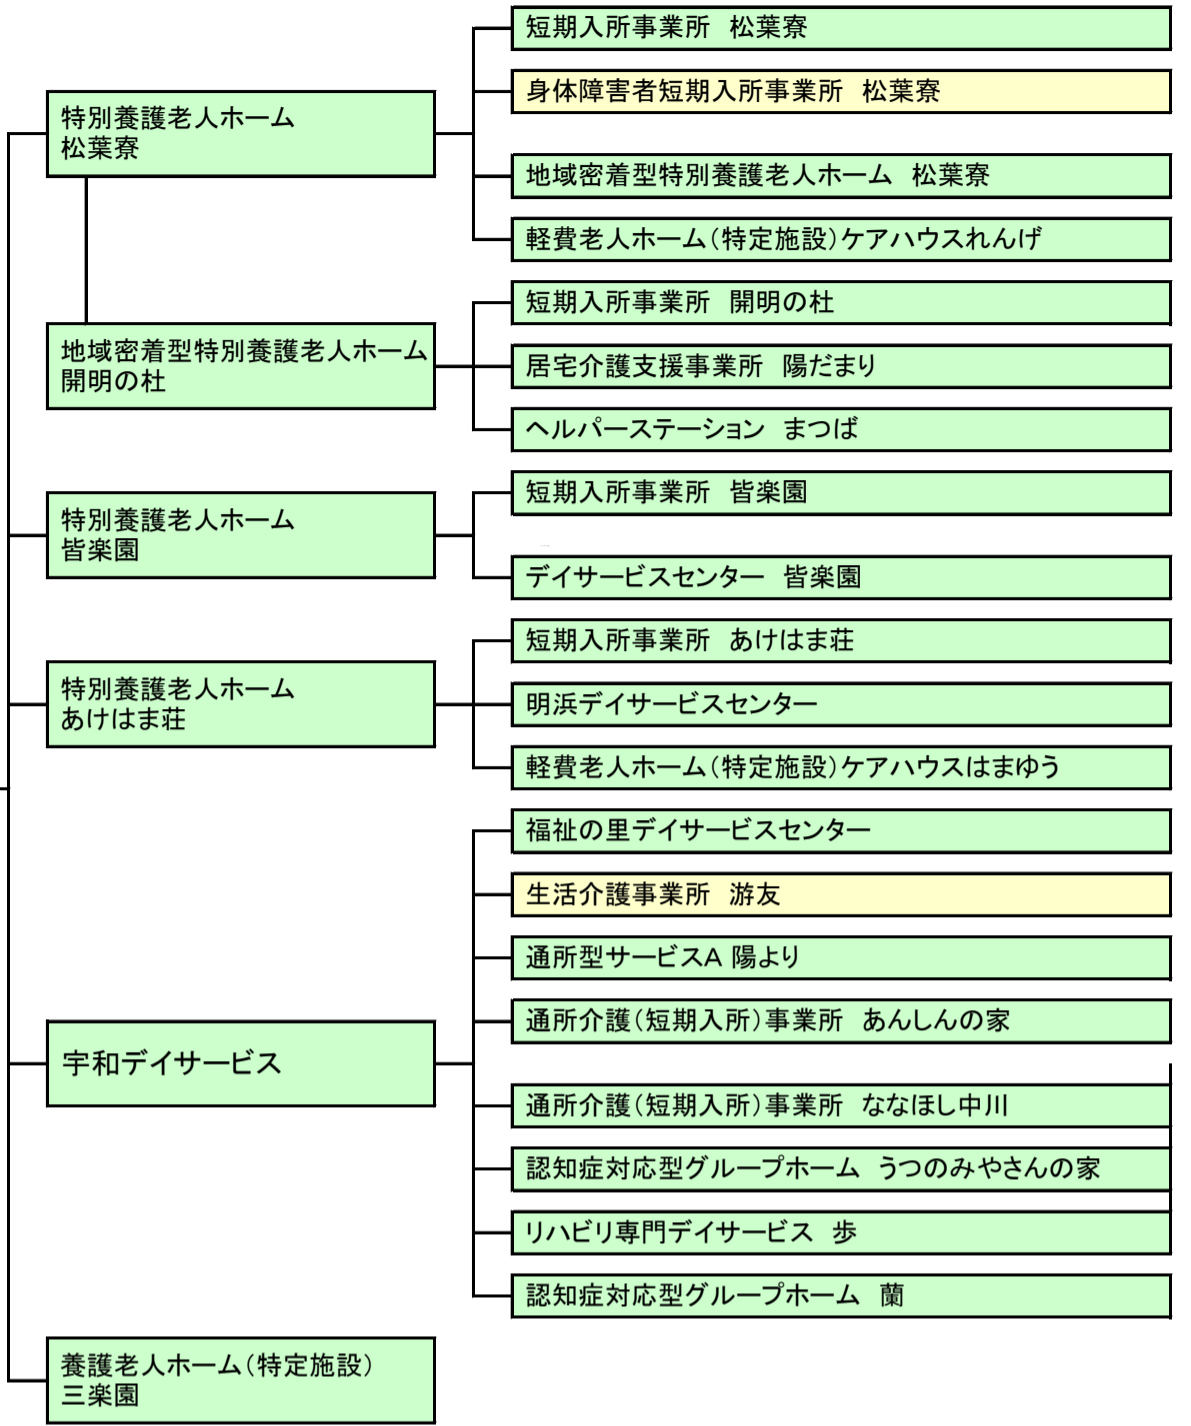 特別養護老人ホーム
松葉寮
短期入所事業所　松葉寮
身体障害者短期入所事業所　松葉寮
地域密着型特別養護老人ホーム　松葉寮
軽費老人ホーム（特定施設）ケアハウスれんげ
地域密着型特別養護老人ホーム
開明の杜
短期入所事業所　開明の杜
居宅介護支援事業所　陽だまり
ヘルパーステーション　まつば
特別養護老人ホーム
皆楽園
短期入所事業所　皆楽園
デイサービスセンター　皆楽園
特別養護老人ホーム
あけはま荘
短期入所事業所　あけはま荘
明浜デイサービスセンター
軽費老人ホーム（特定施設）ケアハウスはまゆう
宇和デイサービス
福祉の里デイサービスセンター
生活介護事業所　游友
通所型サービスA 陽より
通所介護（短期入所）事業所　あんしんの家
通所介護（短期入所）事業所　ななほし中川
認知症対応型グループホーム　うつのみやさんの家
リハビリ専門デイサービス　歩
認知症対応型グループホーム　蘭
養護老人ホーム（特定施設）
三楽園